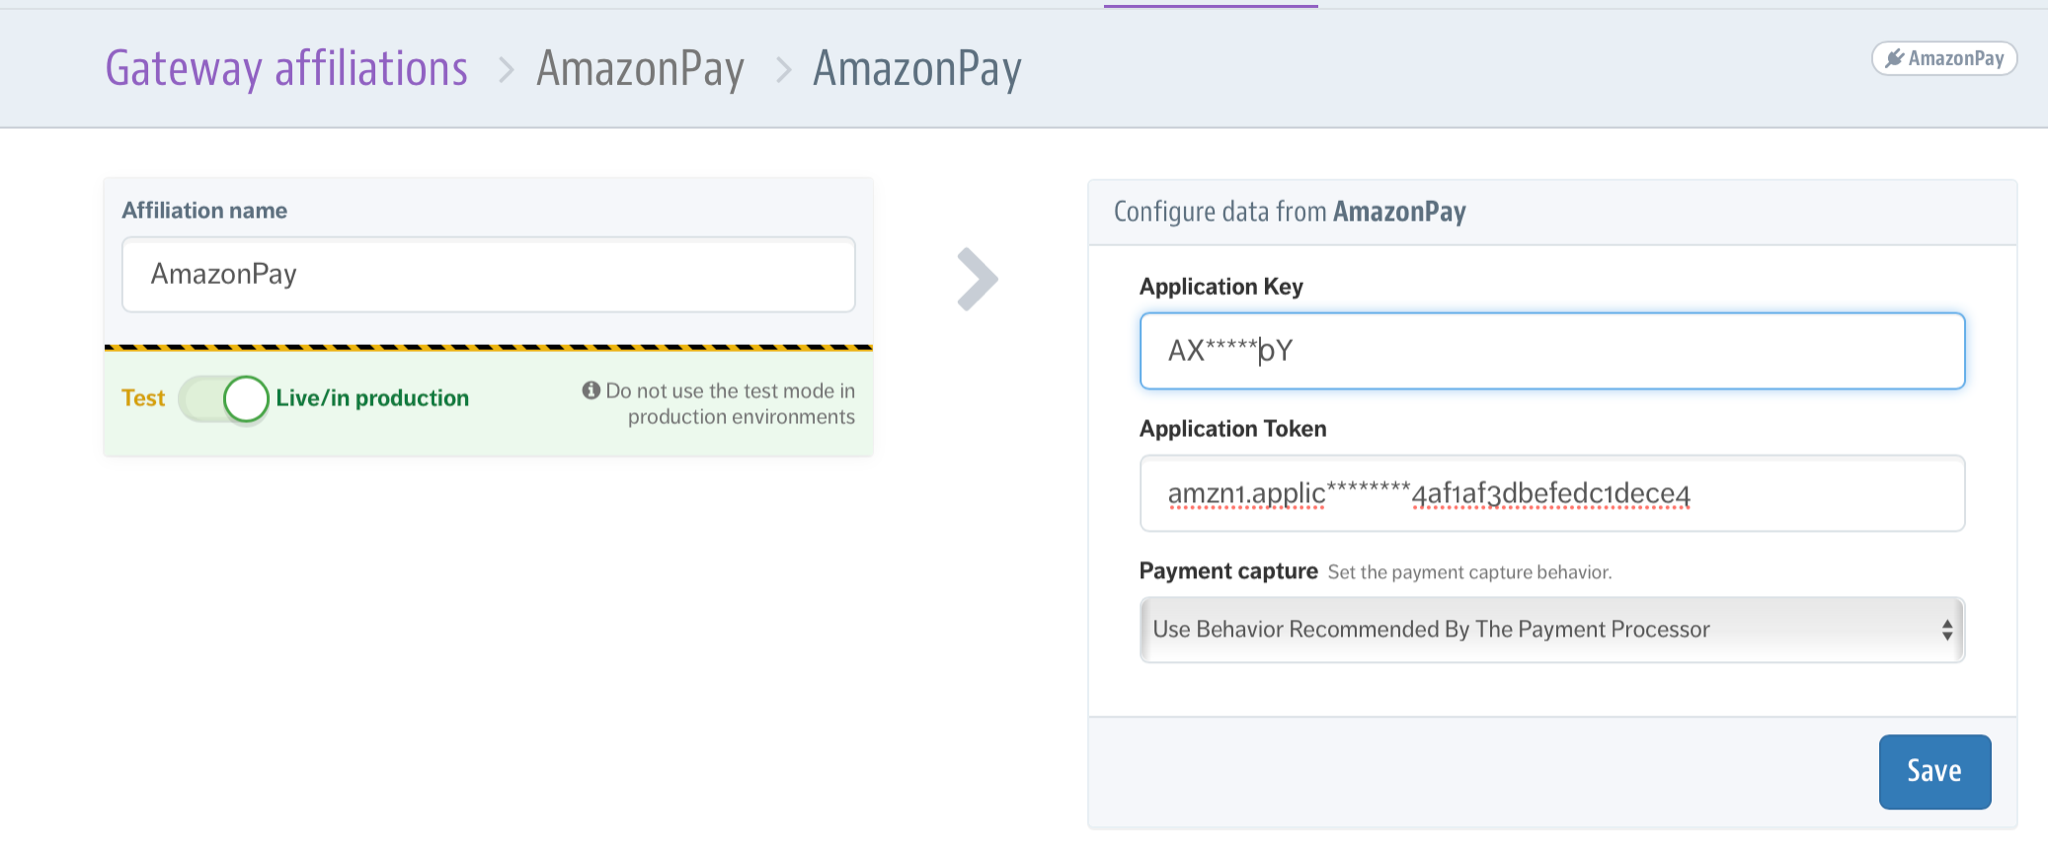 Gateway affiliations > AmazonPay > AmazonPay
AmazonPay
Affiliation name
AmazonPay
Test Live/in production
Do not use the test mode in
production environments
Configure data from AmazonPay
Application Key
AX*****oY
Application Token
amzn1.applic********4af1af3dbefedc1dece4
Payment capture Set the payment capture behavior.
Use Behavior Recommended By The Payment Processor
Save